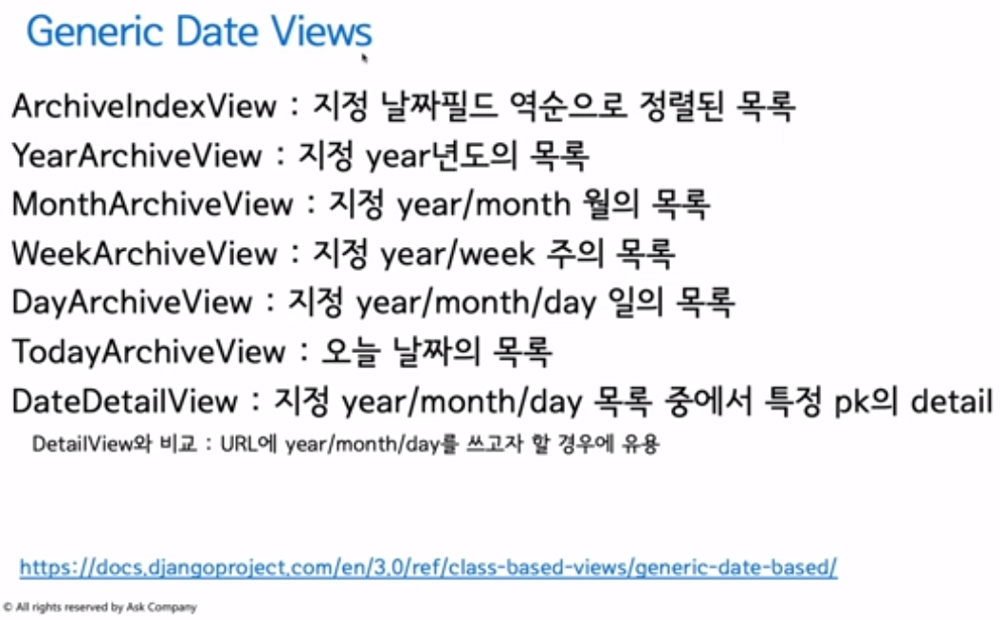 Generic Date Views
ArchiveIndexView : 지정 날짜필드 역순으로 정렬된 목록
YearArchiveView : 지정 year년도의 목록
MonthArchiveView : 지정 year/month 월의 목록
WeekArchiveView : 지정 year/week 주의 목록
DayArchiveView : 지정 year/month/day 일의 목록
TodayArchiveView : 오늘 날짜의 목록
DateDetailView : 지정 year/month/day 목록 중에서 특정 pk의 detail
DetailView와 비교 : URL에 year/month/day를 쓰고자 할 경우에 유용
https://docs.djangoproject.com/en/3.0/ref/class-based-views/generic-date-based/
© All rights reserved by Ask Company